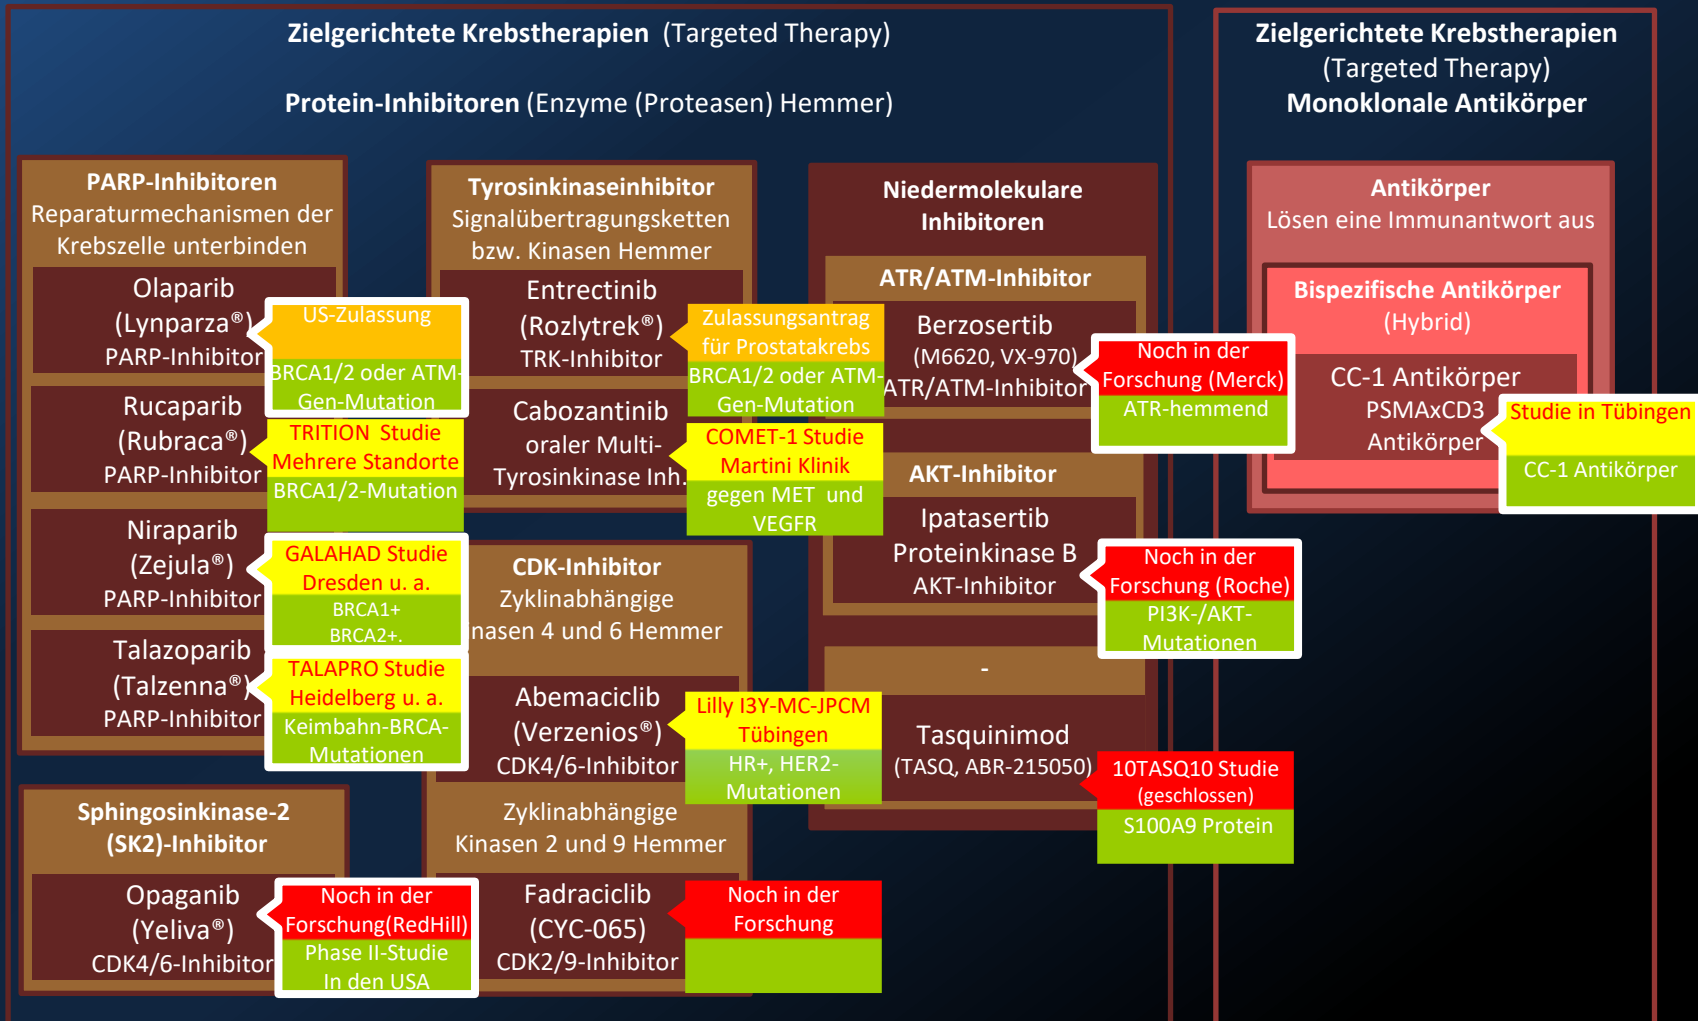 Zielgerichtete Krebstherapien (Targeted Therapy)
Protein-Inhibitoren (Enzyme (Proteasen) Hemmer)
PARP-Inhibitoren
Reparaturmechanismen der
Krebszelle unterbinden
Olaparib
(Lynparza®)
PARP-Inhibitor
US-Zulassung
BRCA1/2 oder ATM-
Gen-Mutation
Rucaparib
(Rubraca®)
PARP-Inhibitor
TRITION Studie
Mehrere Standorte
BRCA1/2-Mutation
Niraparib
(Zejula®)
PARP-Inhibitor
GALAHAD Studie
Dresden u. a.
BRCA1+
BRCA2+.
Talazoparib
(Talzenna®)
PARP-Inhibitor
TALAPRO Studie
Heidelberg u. a.
Keimbahn-BRCA-
Mutationen
Sphingosinkinase-2
(SK2)-Inhibitor
Opaganib
(Yeliva®)
CDK4/6-Inhibitor
Noch in der
Forschung(RedHill)
Phase II-Studie
In den USA
Tyrosinkinaseinhibitor
Signalübertragungsketten
bzw. Kinasen Hemmer
Entrectinib
(Rozlytrek®)
TRK-Inhibitor
Zulassungsantrag
für Prostatakrebs
BRCA1/2 oder ATM-
Gen-Mutation
Cabozantinib
oraler Multi-
Tyrosinkinase Inh.
COMET-1 Studie
Martini Klinik
gegen MET und
VEGFR
CDK-Inhibitor
Zyklinabhängige
inasen 4 und 6 Hemmer
Abemaciclib
(Verzenios®)
CDK4/6-Inhibitor
Lilly I3Y-MC-JPCM
Tübingen
HR+, HER2-
Mutationen
Zyklinabhängige
Kinasen 2 und 9 Hemmer
Fadraciclib
(CYC-065)
CDK2/9-Inhibitor
Noch in der
Forschung
Niedermolekulare
Inhibitoren
ATR/ATM-Inhibitor
Berzosertib
(M6620, VX-970)
ATR/ATM-Inhibitor
Noch in der
Forschung (Merck)
ATR-hemmend
AKT-Inhibitor
Ipatasertib
Proteinkinase B
AKT-Inhibitor
Noch in der
Forschung (Roche)
PI3K-/AKT-
Mutationen
-
Tasquinimod
(TASQ, ABR-215050)
10TASQ10 Studie
(geschlossen)
S100A9 Protein
Zielgerichtete Krebstherapien
(Targeted Therapy)
Monoklonale Antikörper
Antikörper
Lösen eine Immunantwort aus
Bispezifische Antikörper
(Hybrid)
CC-1 Antikörper
PSMAxCD3
Antikörper
Studie in Tübingen
CC-1 Antikörper